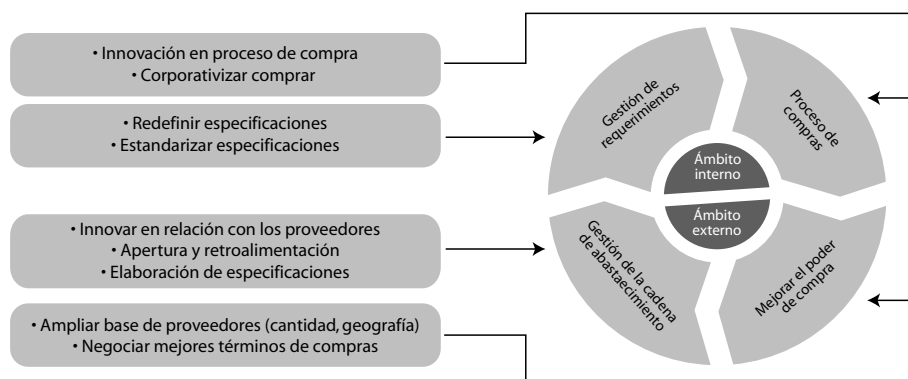 • Innovación en proceso de compra
• Corporativizar comprar
• Redefinir especificaciones
• Estandarizar especificaciones
• Innovar en relación con los proveedores
• Apertura y retroalimentación
• Elaboración de especificaciones
• Ampliar base de proveedores (cantidad, geografía)
• Negociar mejores términos de compras
Gestión de
requerimientos
Proceso de
compras
Ámbito
interno
Ámbito
externo
Gestión de la cadena
de abastaecimiento
Mejorar el poder
de compra